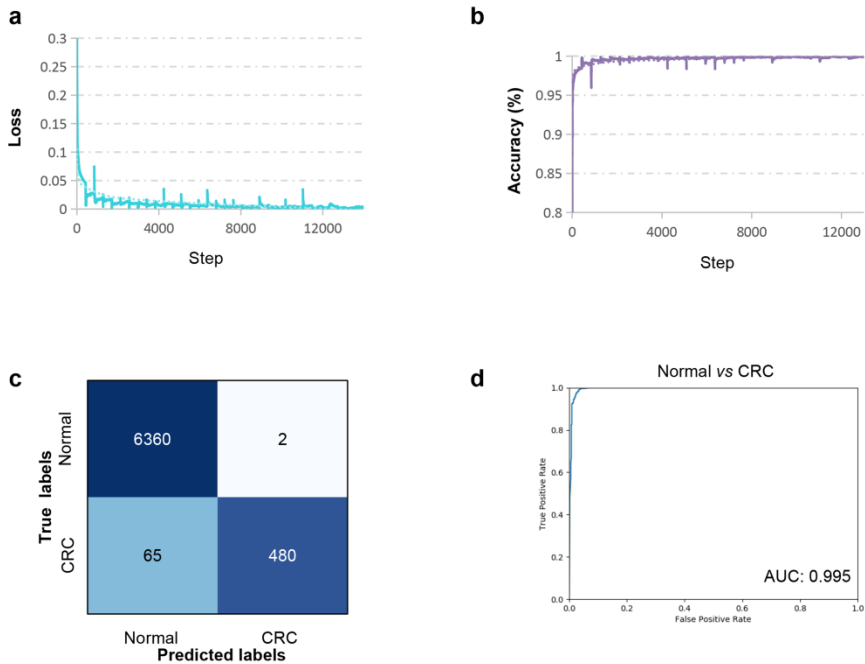 a
0.3
0.25
0.2
0.15
0.1
0.05
0
Loss
0 4000 8000 12000
Step
b
1
0.95
0.9
0.85
0.8
Accuracy (%)
0 4000 8000 12000
Step
c
True labels
Normal
CRC
6360 2
65 480
Normal CRC
Predicted labels
d
Normal vs CRC
1.0
0.8
0.6
0.4
0.2
0.0
True Positive Rate
AUC: 0.995
0.0 0.2 0.4 0.6 0.8 1.0
False Positive Rate